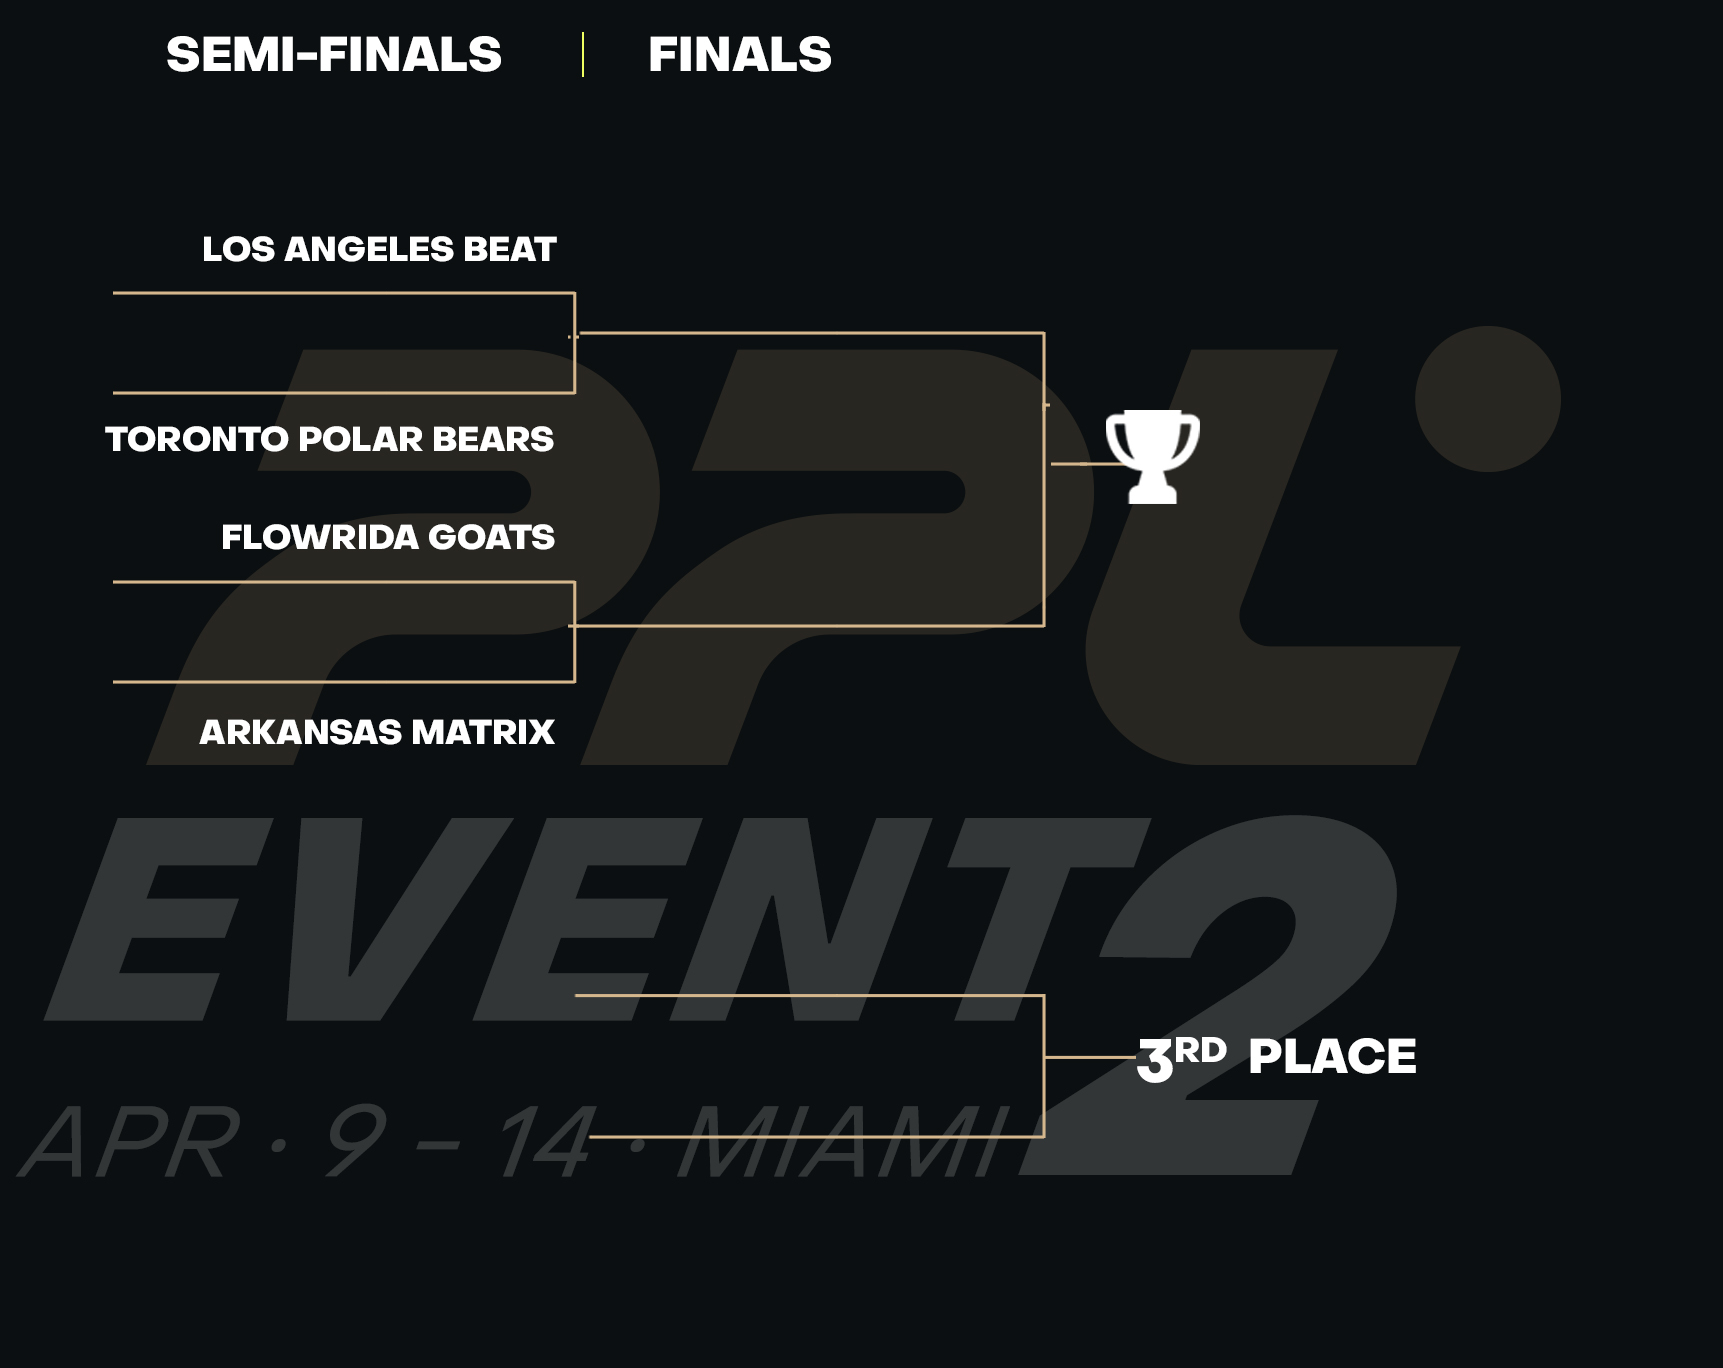 SEMI-FINALS | FINALS
LOS ANGELES BEAT
TORONTO POLAR BEARS
FLOWRIDA GOATS
ARKANSAS MATRIX
PPL
EVENT 2
3RD PLACE
APR • 9 - 14 • MIAMI